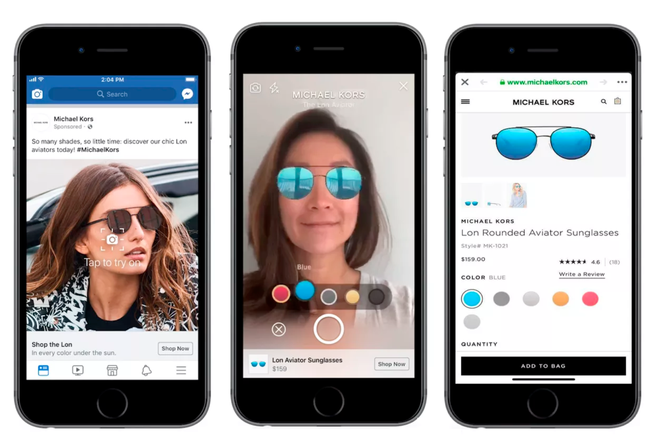 2:04 PM
Search
Michael Kors
Sponsored ·
So many shades, so little time: discover our chic Lon
aviators today! #MichaelKors
Tap to try on
Shop the Lon
In every color under the sun.
Shop Now
MICHAEL KORS
The Lon Aviator
Blue
Lon Aviator Sunglasses
$159
Shop Now
www.michaelkors.com
MICHAEL KORS
MICHAEL KORS
Lon Rounded Aviator Sunglasses
Style# MK-1021
$159.00
4.6 | (18)
Write a Review
COLOR BLUE
QUANTITY
ADD TO BAG